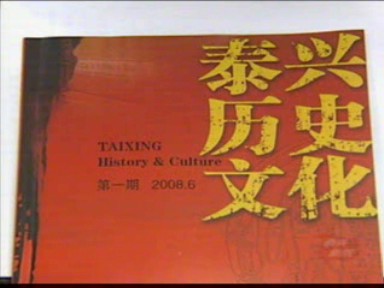 泰兴
历史
文化
TAIXING
History & Culture
第一期 2008.6